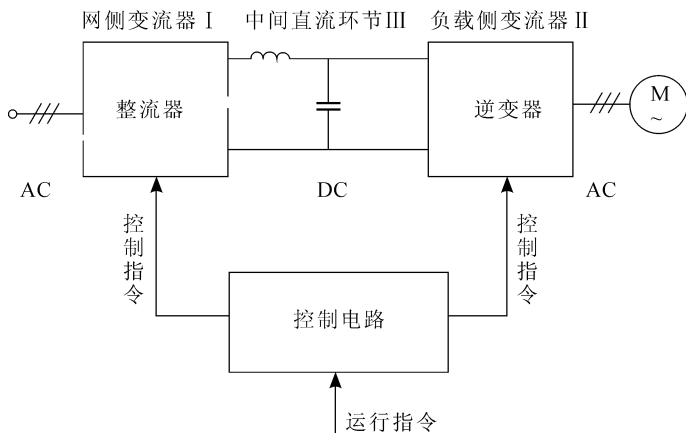 网侧变流器 I
中间直流环节III
负载侧变流器 II
整流器
逆变器
M
~
AC
DC
AC
控制指令
控制指令
控制电路
运行指令